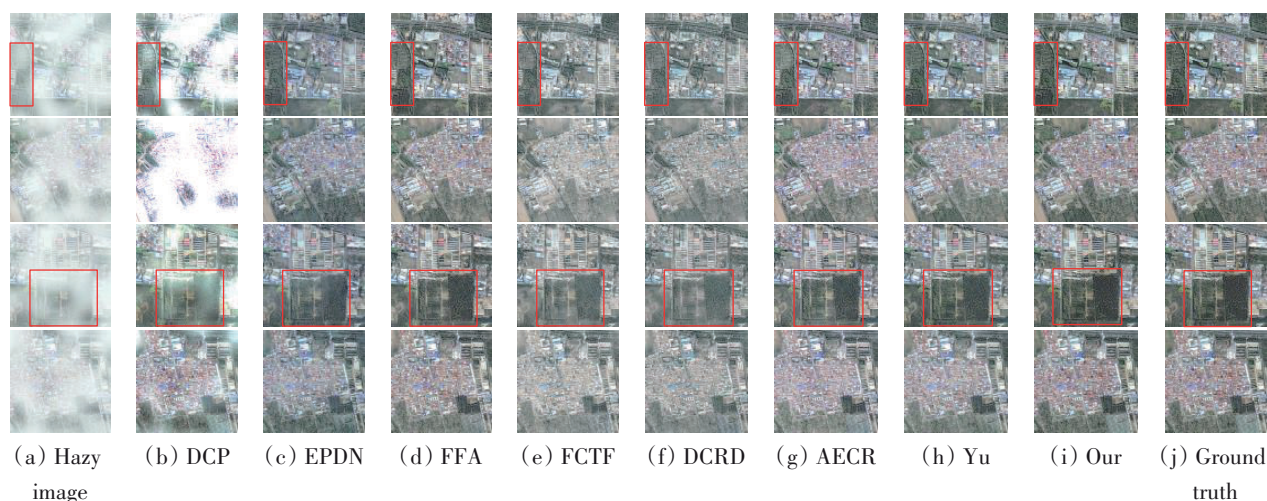 (a) Hazy image
(b) DCP
(c) EPDN
(d) FFA
(e) FCTF
(f) DCRD
(g) AECR
(h) Yu
(i) Our
(j) Ground truth